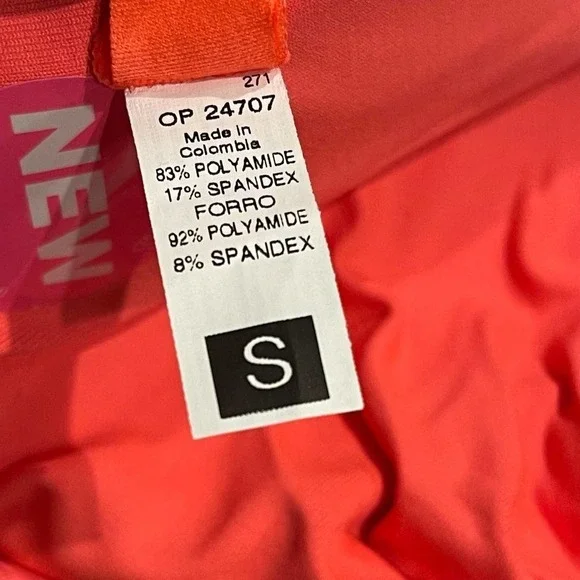 271
OP 24707
Made in
Colombia
83% POLYAMIDE
17% SPANDEX
FORRO
92% POLYAMIDE
8% SPANDEX
S
NEW